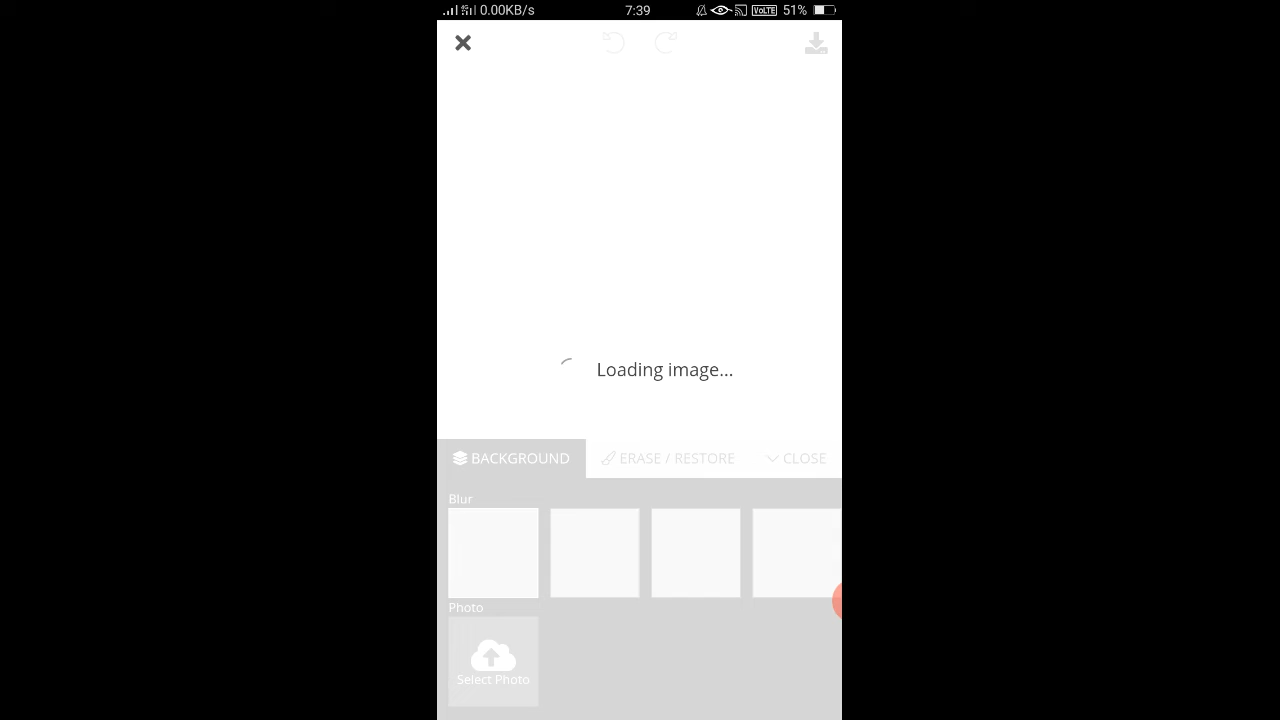 0.00KB/s 7:39 VoLTE 51%
Loading image...
BACKGROUND ERASE / RESTORE CLOSE
Blur
Photo
Select Photo